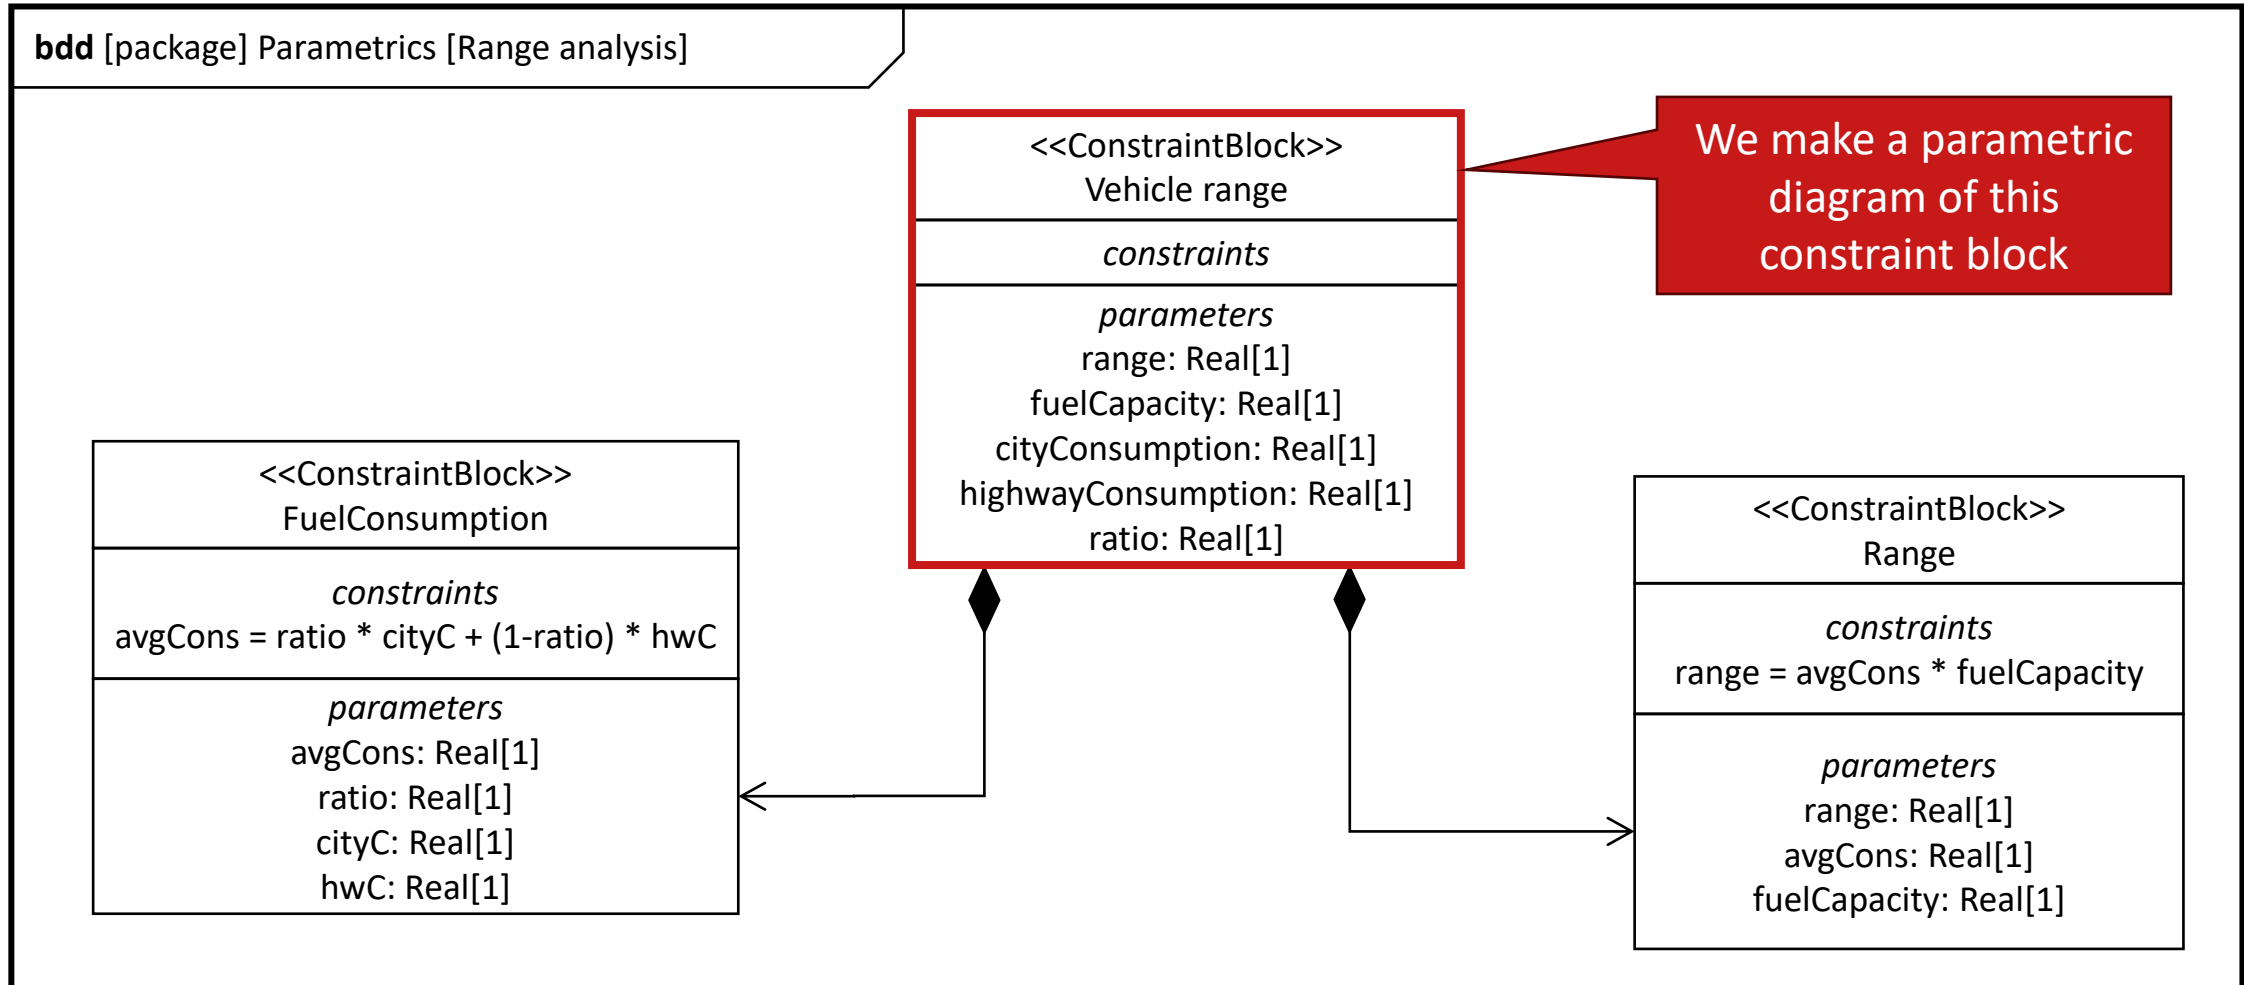 bdd [package] Parametrics [Range analysis]
<<ConstraintBlock>>
Vehicle range
constraints
parameters
range: Real[1]
fuelCapacity: Real[1]
cityConsumption: Real[1]
highwayConsumption: Real[1]
ratio: Real[1]
We make a parametric
diagram of this
constraint block
<<ConstraintBlock>>
FuelConsumption
constraints
avgCons = ratio * cityC + (1-ratio) * hwC
parameters
avgCons: Real[1]
ratio: Real[1]
cityC: Real[1]
hwC: Real[1]
<<ConstraintBlock>>
Range
constraints
range = avgCons * fuelCapacity
parameters
range: Real[1]
avgCons: Real[1]
fuelCapacity: Real[1]